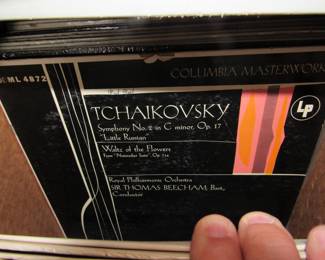 ML 4872
COLUMBIA MASTERWORK
TCHAIKOVSKY
Symphony No. 2 in C minor, Op. 17
"Little Russian"
Waltz of the Flowers
From "Nutcracker Suite", Op. 71a
LP
Royal Philharmonic Orchestra
SIR THOMAS BEECHAM, Bart.,
Conductor